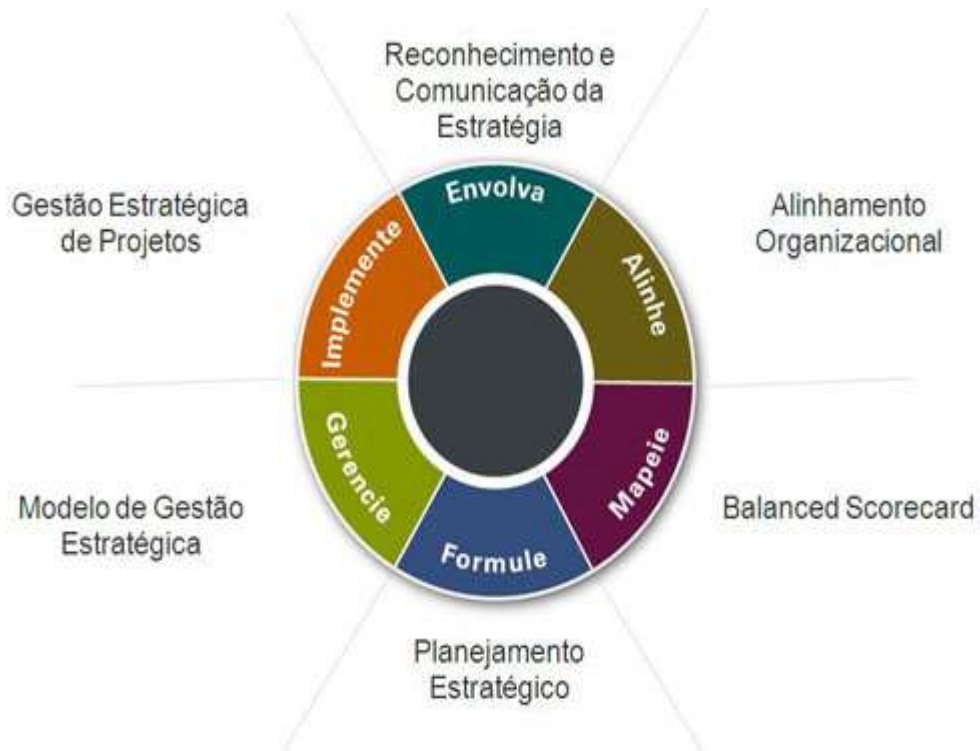 Reconhecimento e
Comunicação da
Estratégia
Gestão Estratégica
de Projetos
Alinhamento
Organizacional
Envolva
Implemente
Alinhe
Gerencie
Mapeie
Formule
Modelo de Gestão
Estratégica
Balanced Scorecard
Planejamento
Estratégico